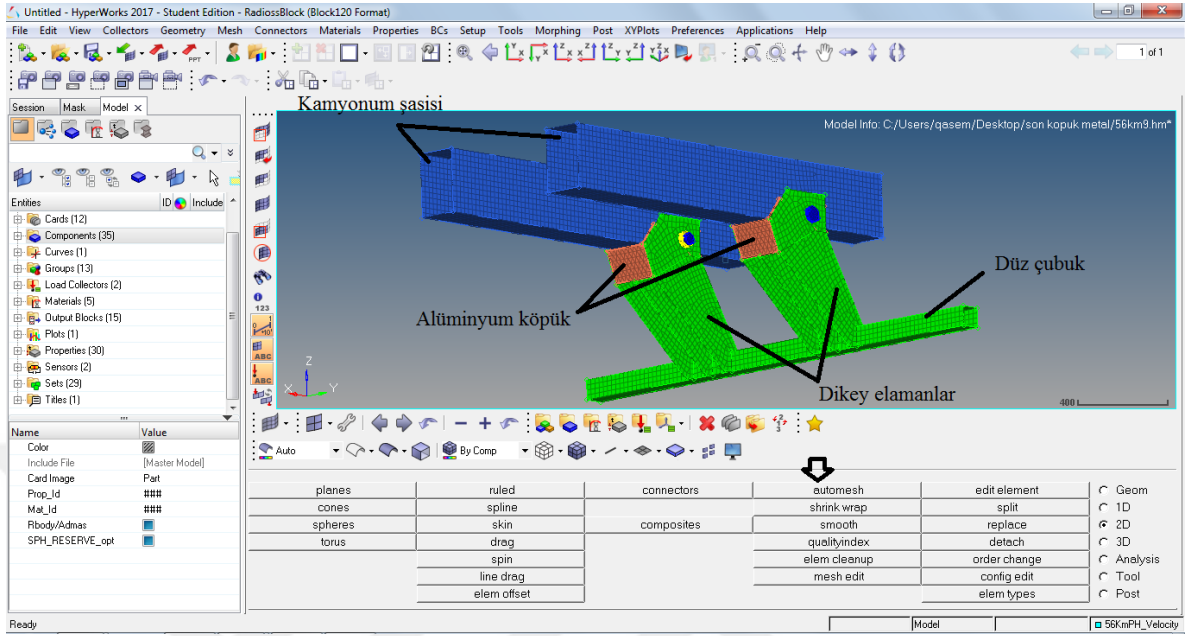 Untitled - HyperWorks 2017 - Student Edition - RadiossBlock (Block120 Format)
File Edit View Collectors Geometry Mesh Connectors Materials Properties BCs Setup Tools Morphing Post XYPlots Preferences Applications Help
1 of 1
Session Mask Model
Kamyonum şasisi
Model Info: C:/Users/qasem/Desktop/son kopuk metal/56km9.hm*
Entities ID Include
Cards (12)
Components (35)
Curves (1)
Groups (13)
Load Collectors (2)
Materials (5)
Output Blocks (15)
Plots (1)
Properties (30)
Sensors (2)
Sets (29)
Titles (1)
123
ABC
ABC
Düz çubuk
Alüminyum köpük
Dikey elamanlar
Z
X Y
400
Name Value
Color
Include File [Master Model]
Card Image Part
Prop_Id ###
Mat_Id ###
Rbody/Admas
SPH_RESERVE_opt
Auto By Comp
planes ruled connectors automesh edit element Geom
cones spline shrink wrap split 1D
spheres skin composites smooth replace 2D
torus drag qualityindex detach 3D
spin elem cleanup order change Analysis
line drag mesh edit config edit Tool
elem offset elem types Post
Ready Model 56KmPH_Velocity